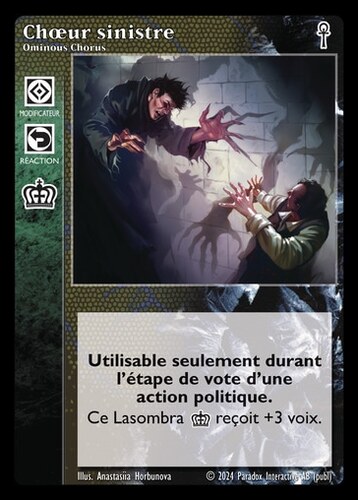 Chœur sinistre
Ominous Chorus
MODIFICATEUR
RÉACTION
Utilisable seulement durant
l'étape de vote d'une
action politique.
Ce Lasombra reçoit +3 voix.
Illus. Anastasiia Horbunova
© 2024 Paradox Interactive AB (publ)